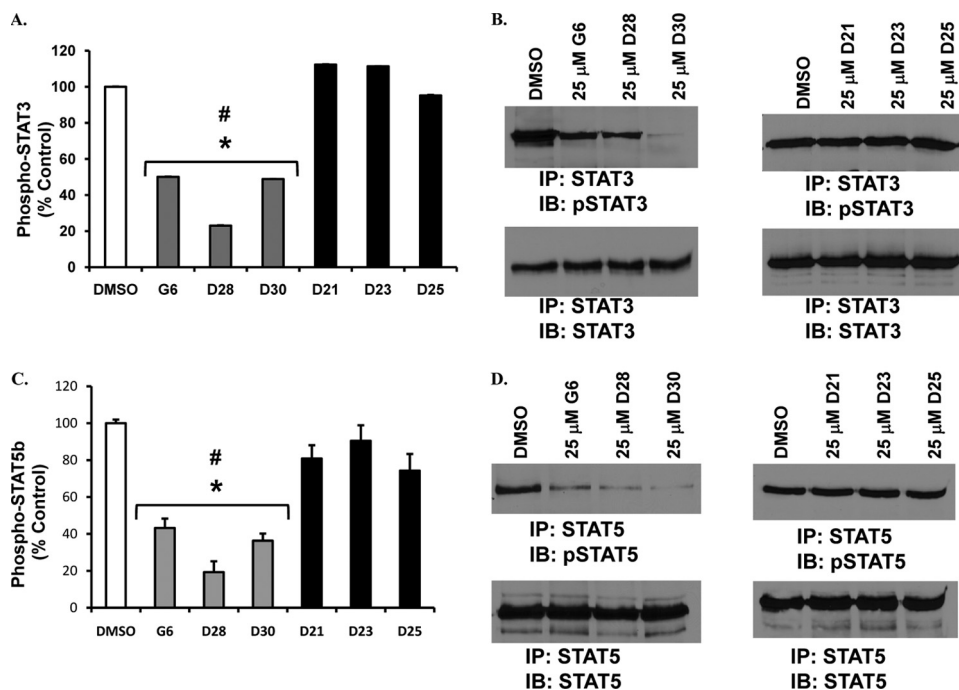 A.
Phospho-STAT3
(% Control)
120
100
80
60
40
20
0
#
*
DMSO G6 D28 D30 D21 D23 D25
B.
DMSO
25 µM G6
25 µM D28
25 µM D30
IP: STAT3
IB: pSTAT3
IP: STAT3
IB: STAT3
DMSO
25 µM D21
25 µM D23
25 µM D25
IP: STAT3
IB: pSTAT3
IP: STAT3
IB: STAT3
C.
Phospho-STAT5b
(% Control)
120
100
80
60
40
20
0
#
*
DMSO G6 D28 D30 D21 D23 D25
D.
DMSO
25 µM G6
25 µM D28
25 µM D30
IP: STAT5
IB: pSTAT5
IP: STAT5
IB: STAT5
DMSO
25 µM D21
25 µM D23
25 µM D25
IP: STAT5
IB: pSTAT5
IP: STAT5
IB: STAT5